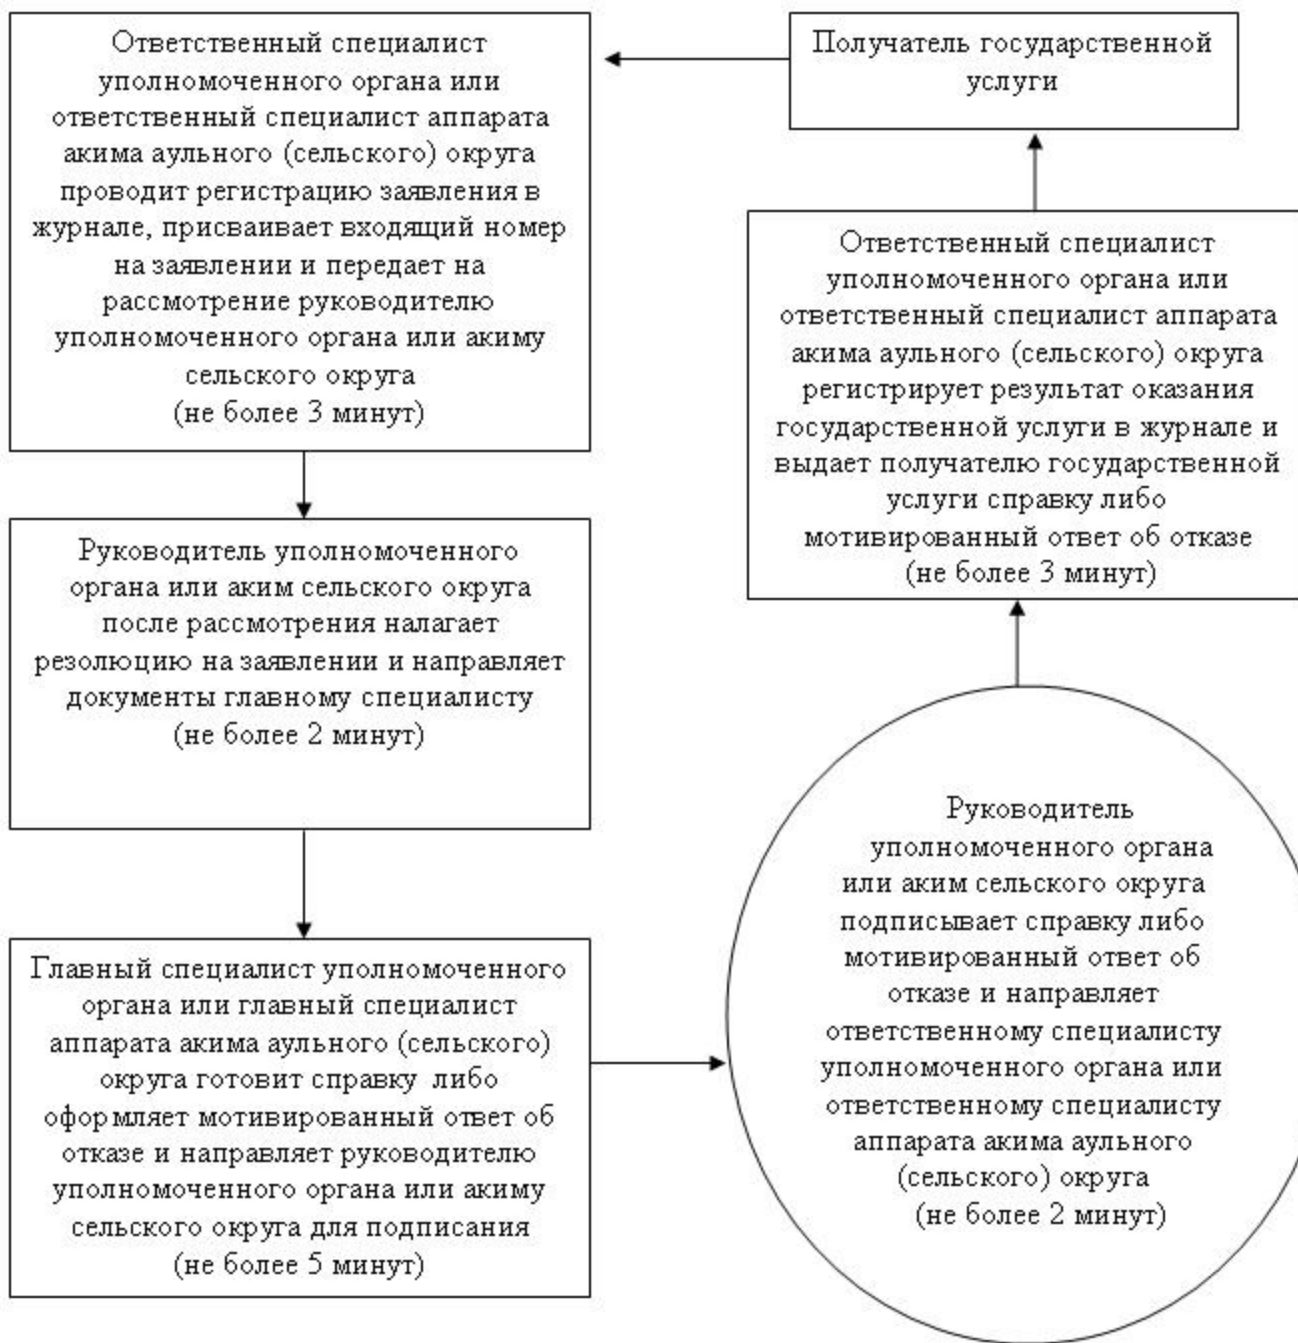 Ответственный специалист
уполномоченного органа или
ответственный специалист аппарата
акима аульного (сельского) округа
проводит регистрацию заявления в
журнале, присваивает входящий номер
на заявлении и передает на
рассмотрение руководителю
уполномоченного органа или акиму
сельского округа
(не более 3 минут)
Руководитель уполномоченного
органа или аким сельского округа
после рассмотрения налагает
резолюцию на заявлении и направляет
документы главному специалисту
(не более 2 минут)
Главный специалист уполномоченного
органа или главный специалист
аппарата акима аульного (сельского)
округа готовит справку либо
оформляет мотивированный ответ об
отказе и направляет руководителю
уполномоченного органа или акиму
сельского округа для подписания
(не более 5 минут)
Руководитель
уполномоченного органа
или аким сельского округа
подписывает справку либо
мотивированный ответ об
отказе и направляет
ответственному специалисту
уполномоченного органа или
ответственному специалисту
аппарата акима аульного
(сельского) округа
(не более 2 минут)
Ответственный специалист
уполномоченного органа или
ответственный специалист аппарата
акима аульного (сельского) округа
регистрирует результат оказания
государственной услуги в журнале и
выдает получателю государственной
услуги справку либо
мотивированный ответ об отказе
(не более 3 минут)
Получатель государственной
услуги